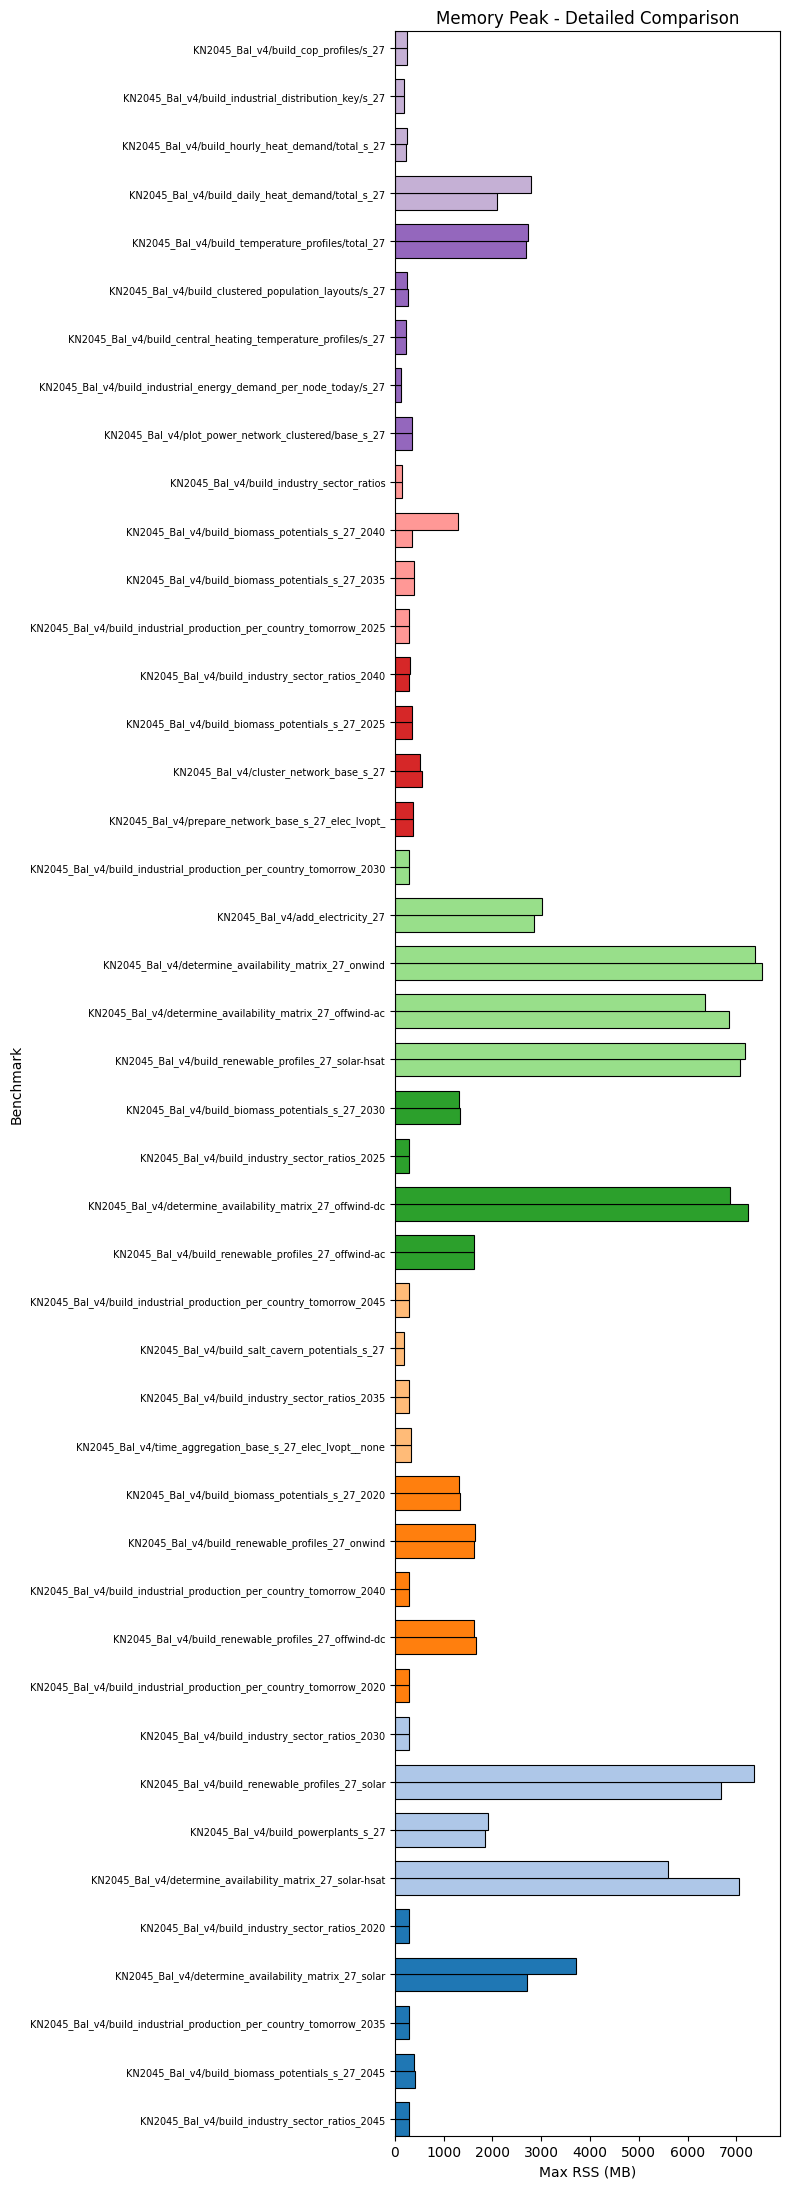 Memory Peak - Detailed Comparison
KN2045_Bal_v4/build_cop_profiles/s_27
KN2045_Bal_v4/build_industrial_distribution_key/s_27
KN2045_Bal_v4/build_hourly_heat_demand/total_s_27
KN2045_Bal_v4/build_daily_heat_demand/total_s_27
KN2045_Bal_v4/build_temperature_profiles/total_27
KN2045_Bal_v4/build_clustered_population_layouts/s_27
KN2045_Bal_v4/build_central_heating_temperature_profiles/s_27
KN2045_Bal_v4/build_industrial_energy_demand_per_node_today/s_27
KN2045_Bal_v4/plot_power_network_clustered/base_s_27
KN2045_Bal_v4/build_industry_sector_ratios
KN2045_Bal_v4/build_biomass_potentials_s_27_2040
KN2045_Bal_v4/build_biomass_potentials_s_27_2035
KN2045_Bal_v4/build_industrial_production_per_country_tomorrow_2025
KN2045_Bal_v4/build_industry_sector_ratios_2040
KN2045_Bal_v4/build_biomass_potentials_s_27_2025
KN2045_Bal_v4/cluster_network_base_s_27
KN2045_Bal_v4/prepare_network_base_s_27_elec_lvopt_
KN2045_Bal_v4/build_industrial_production_per_country_tomorrow_2030
KN2045_Bal_v4/add_electricity_27
KN2045_Bal_v4/determine_availability_matrix_27_onwind
KN2045_Bal_v4/determine_availability_matrix_27_offwind-ac
KN2045_Bal_v4/build_renewable_profiles_27_solar-hsat
Benchmark
KN2045_Bal_v4/build_biomass_potentials_s_27_2030
KN2045_Bal_v4/build_industry_sector_ratios_2025
KN2045_Bal_v4/determine_availability_matrix_27_offwind-dc
KN2045_Bal_v4/build_renewable_profiles_27_offwind-ac
KN2045_Bal_v4/build_industrial_production_per_country_tomorrow_2045
KN2045_Bal_v4/build_salt_cavern_potentials_s_27
KN2045_Bal_v4/build_industry_sector_ratios_2035
KN2045_Bal_v4/time_aggregation_base_s_27_elec_lvopt__none
KN2045_Bal_v4/build_biomass_potentials_s_27_2020
KN2045_Bal_v4/build_renewable_profiles_27_onwind
KN2045_Bal_v4/build_industrial_production_per_country_tomorrow_2040
KN2045_Bal_v4/build_renewable_profiles_27_offwind-dc
KN2045_Bal_v4/build_industrial_production_per_country_tomorrow_2020
KN2045_Bal_v4/build_industry_sector_ratios_2030
KN2045_Bal_v4/build_renewable_profiles_27_solar
KN2045_Bal_v4/build_powerplants_s_27
KN2045_Bal_v4/determine_availability_matrix_27_solar-hsat
KN2045_Bal_v4/build_industry_sector_ratios_2020
KN2045_Bal_v4/determine_availability_matrix_27_solar
KN2045_Bal_v4/build_industrial_production_per_country_tomorrow_2035
KN2045_Bal_v4/build_biomass_potentials_s_27_2045
KN2045_Bal_v4/build_industry_sector_ratios_2045
0 1000 2000 3000 4000 5000 6000 7000
Max RSS (MB)